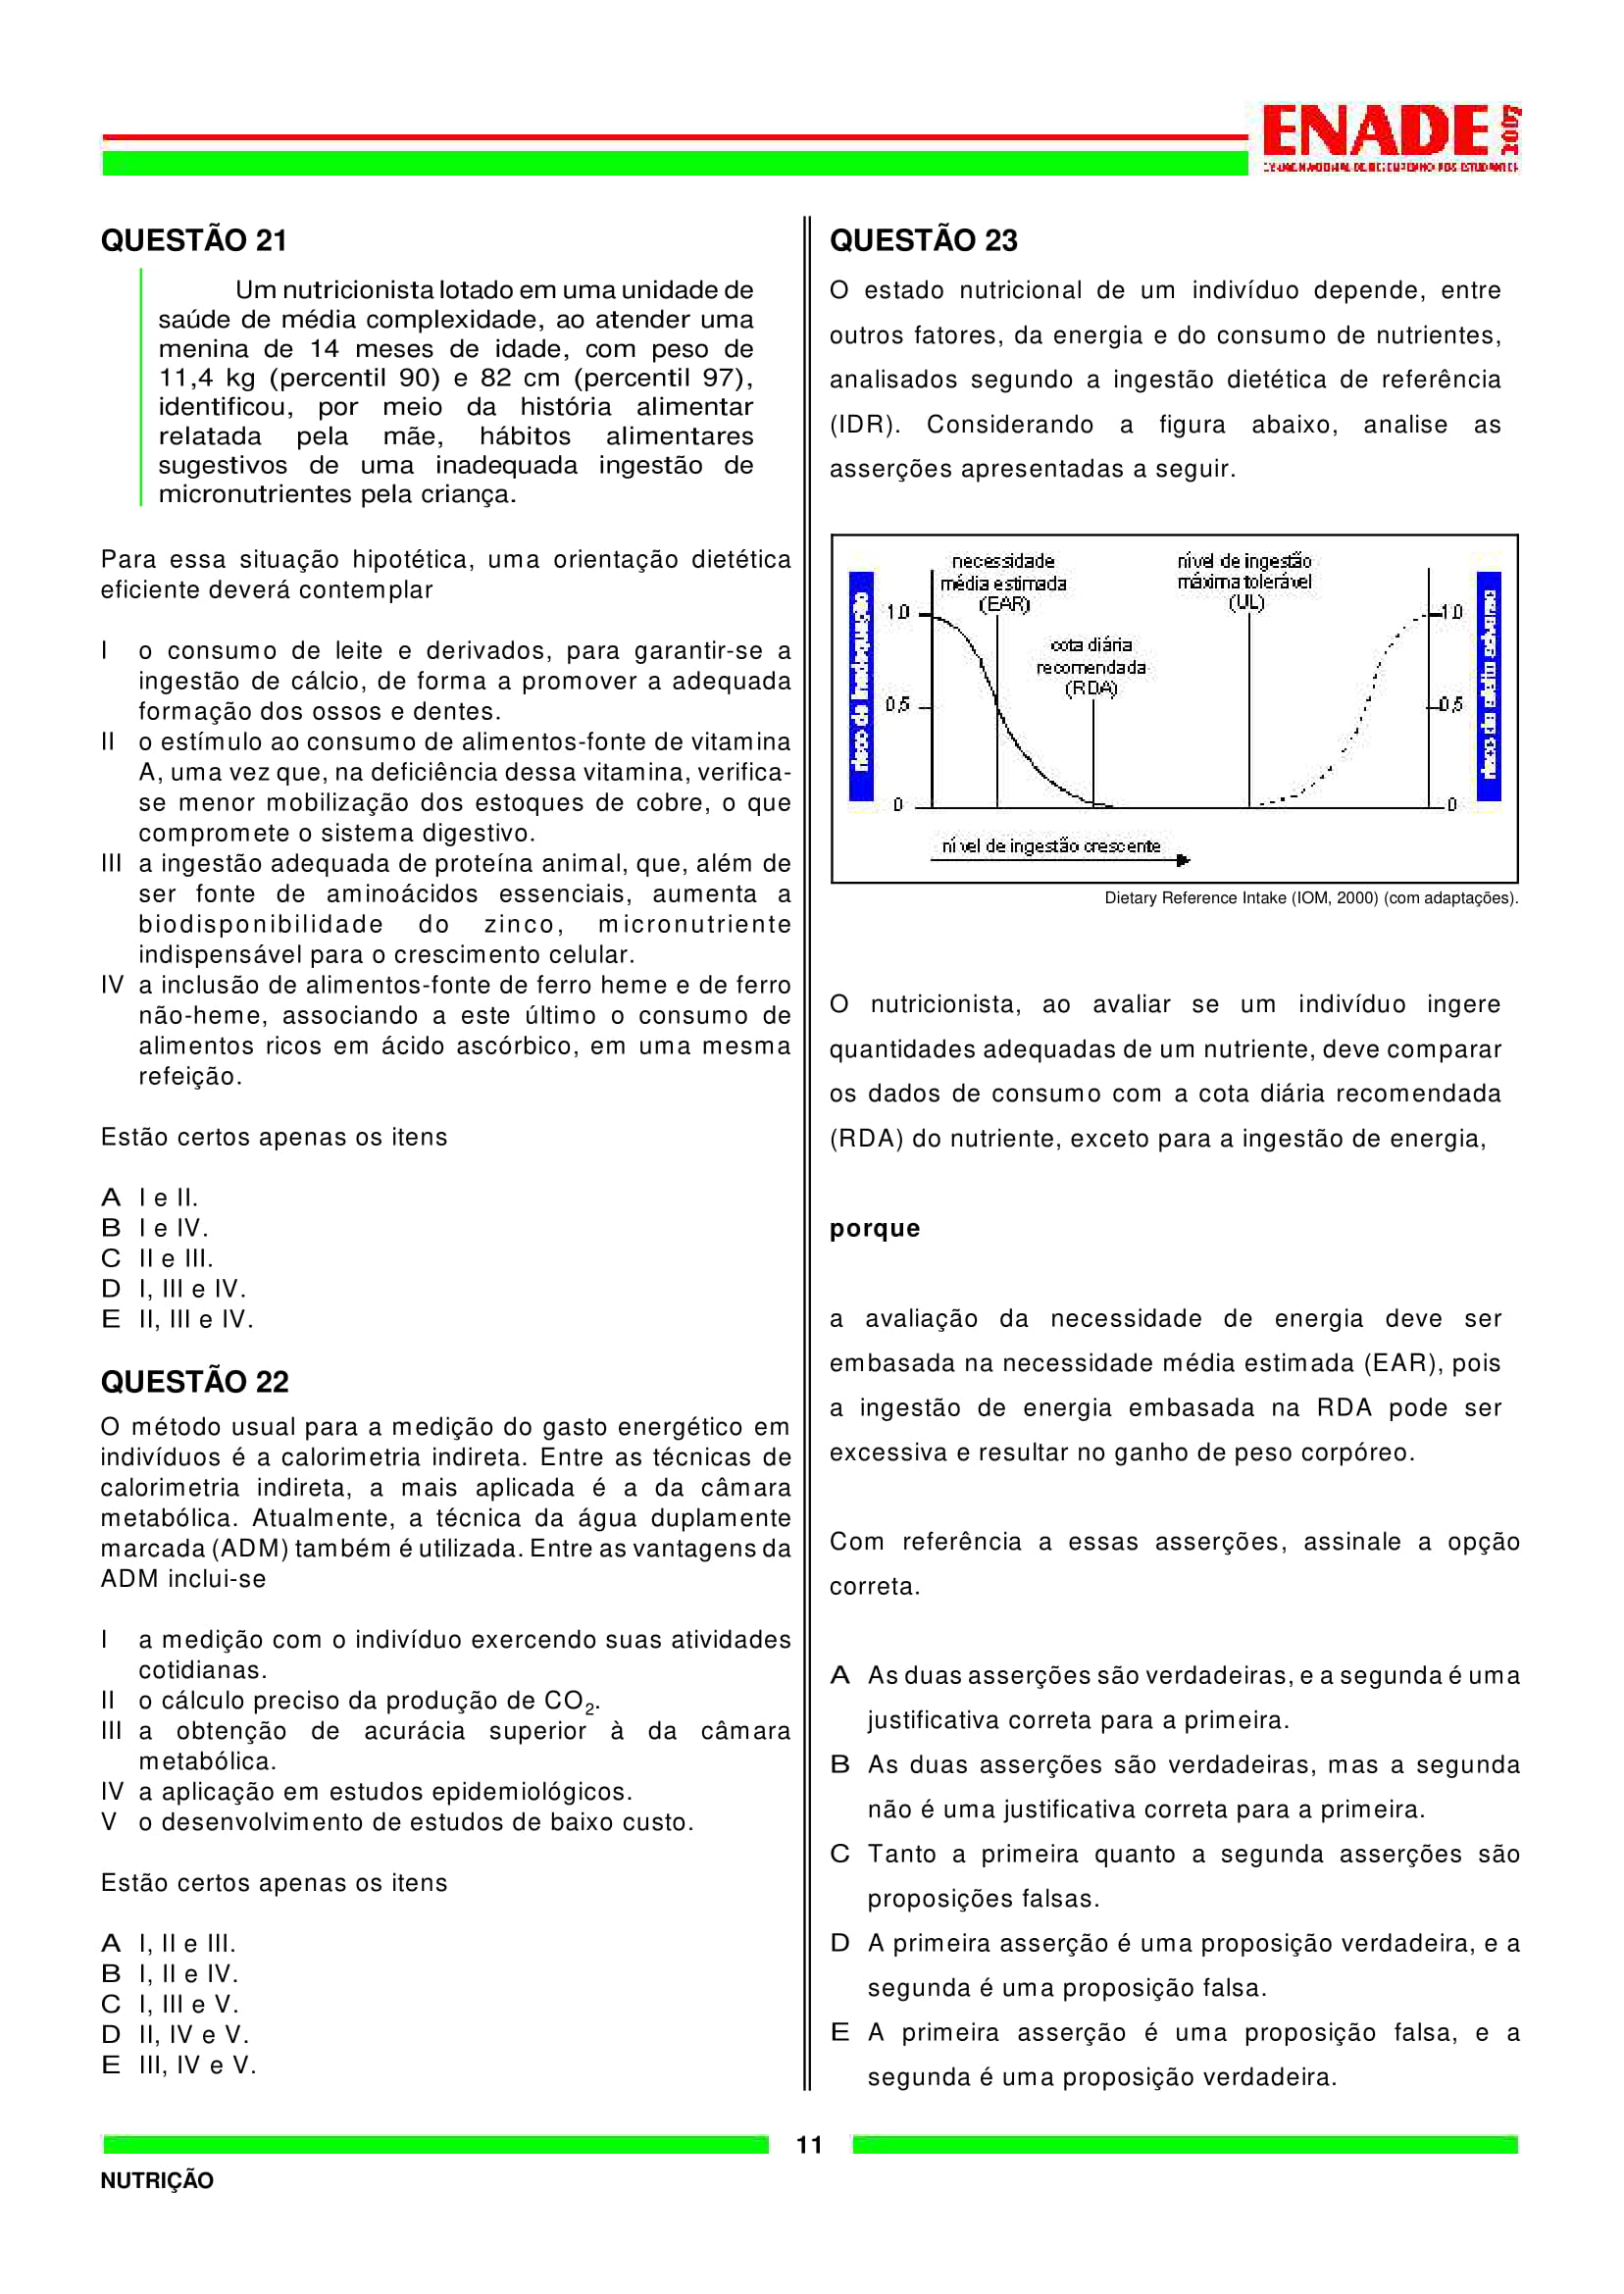 ENADE
QUESTÃO 21
Um nutricionista lotado em uma unidade de
saúde de média complexidade, ao atender uma
menina de 14 meses de idade, com peso de
11,4 kg (percentil 90) e 82 cm (percentil 97),
identificou, por meio da história alimentar
relatada pela mãe, hábitos alimentares
sugestivos de uma inadequada ingestão de
micronutrientes pela criança.
Para essa situação hipotética, uma orientação dietética
eficiente deverá contemplar
I o consumo de leite e derivados, para garantir-se a
ingestão de cálcio, de forma a promover a adequada
formação dos ossos e dentes.
II o estímulo ao consumo de alimentos-fonte de vitamina
A, uma vez que, na deficiência dessa vitamina, verifica-
se menor mobilização dos estoques de cobre, o que
compromete o sistema digestivo.
III a ingestão adequada de proteína animal, que, além de
ser fonte de aminoácidos essenciais, aumenta a
biodisponibilidade do zinco, micronutriente
indispensável para o crescimento celular.
IV a inclusão de alimentos-fonte de ferro heme e de ferro
não-heme, associando a este último o consumo de
alimentos ricos em ácido ascórbico, em uma mesma
refeição.
Estão certos apenas os itens
A I e II.
B I e IV.
C II e III.
D I, III e IV.
E II, III e IV.
QUESTÃO 22
O método usual para a medição do gasto energético em
indivíduos é a calorimetria indireta. Entre as técnicas de
calorimetria indireta, a mais aplicada é a da câmara
metabólica. Atualmente, a técnica da água duplamente
marcada (ADM) também é utilizada. Entre as vantagens da
ADM inclui-se
I a medição com o indivíduo exercendo suas atividades
cotidianas.
II o cálculo preciso da produção de CO2.
III a obtenção de acurácia superior à da câmara
metabólica.
IV a aplicação em estudos epidemiológicos.
V o desenvolvimento de estudos de baixo custo.
Estão certos apenas os itens
A I, II e III.
B I, II e IV.
C I, III e V.
D II, IV e V.
E III, IV e V.
QUESTÃO 23
O estado nutricional de um indivíduo depende, entre
outros fatores, da energia e do consumo de nutrientes,
analisados segundo a ingestão dietética de referência
(IDR). Considerando a figura abaixo, analise as
asserções apresentadas a seguir.
necessidade
média estimada
(EAR)
nível de ingestão
máxima tolerável
(UL)
cota diária
recomendada
(RDA)
risco de inadequação
1,0
0,5
0
1,0
0,5
0
risco de efeito adverso
nível de ingestão crescente
Dietary Reference Intake (IOM, 2000) (com adaptações).
O nutricionista, ao avaliar se um indivíduo ingere
quantidades adequadas de um nutriente, deve comparar
os dados de consumo com a cota diária recomendada
(RDA) do nutriente, exceto para a ingestão de energia,
porque
a avaliação da necessidade de energia deve ser
embasada na necessidade média estimada (EAR), pois
a ingestão de energia embasada na RDA pode ser
excessiva e resultar no ganho de peso corpóreo.
Com referência a essas asserções, assinale a opção
correta.
A As duas asserções são verdadeiras, e a segunda é uma
justificativa correta para a primeira.
B As duas asserções são verdadeiras, mas a segunda
não é uma justificativa correta para a primeira.
C Tanto a primeira quanto a segunda asserções são
proposições falsas.
D A primeira asserção é uma proposição verdadeira, e a
segunda é uma proposição falsa.
E A primeira asserção é uma proposição falsa, e a
segunda é uma proposição verdadeira.
11
NUTRIÇÃO